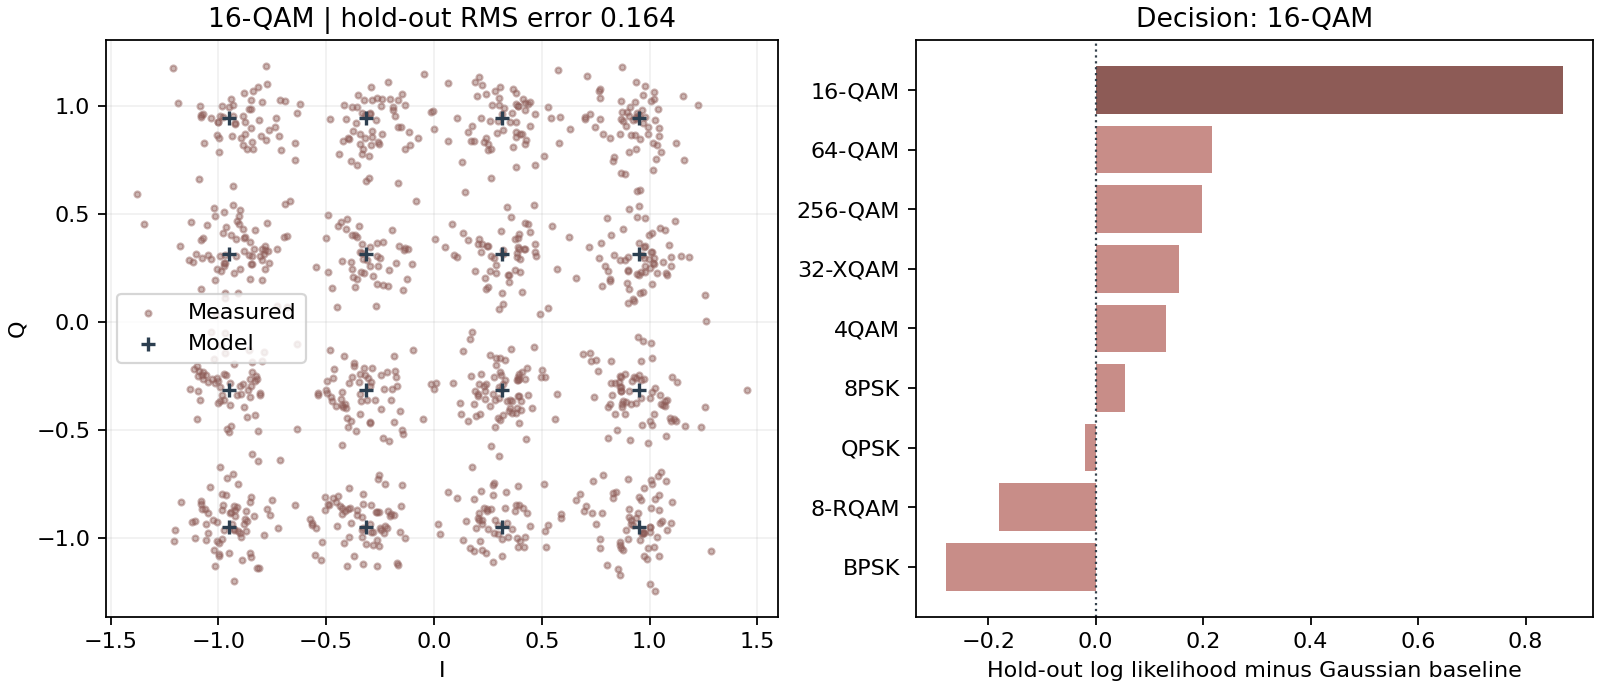 16-QAM | hold-out RMS error 0.164
1.0
0.5
0.0
−0.5
−1.0
Q
Measured
Model
−1.5
−1.0
−0.5
0.0
0.5
1.0
1.5
I
Decision: 16-QAM
16-QAM
64-QAM
256-QAM
32-XQAM
4QAM
8PSK
QPSK
8-RQAM
BPSK
−0.2
0.0
0.2
0.4
0.6
0.8
Hold-out log likelihood minus Gaussian baseline